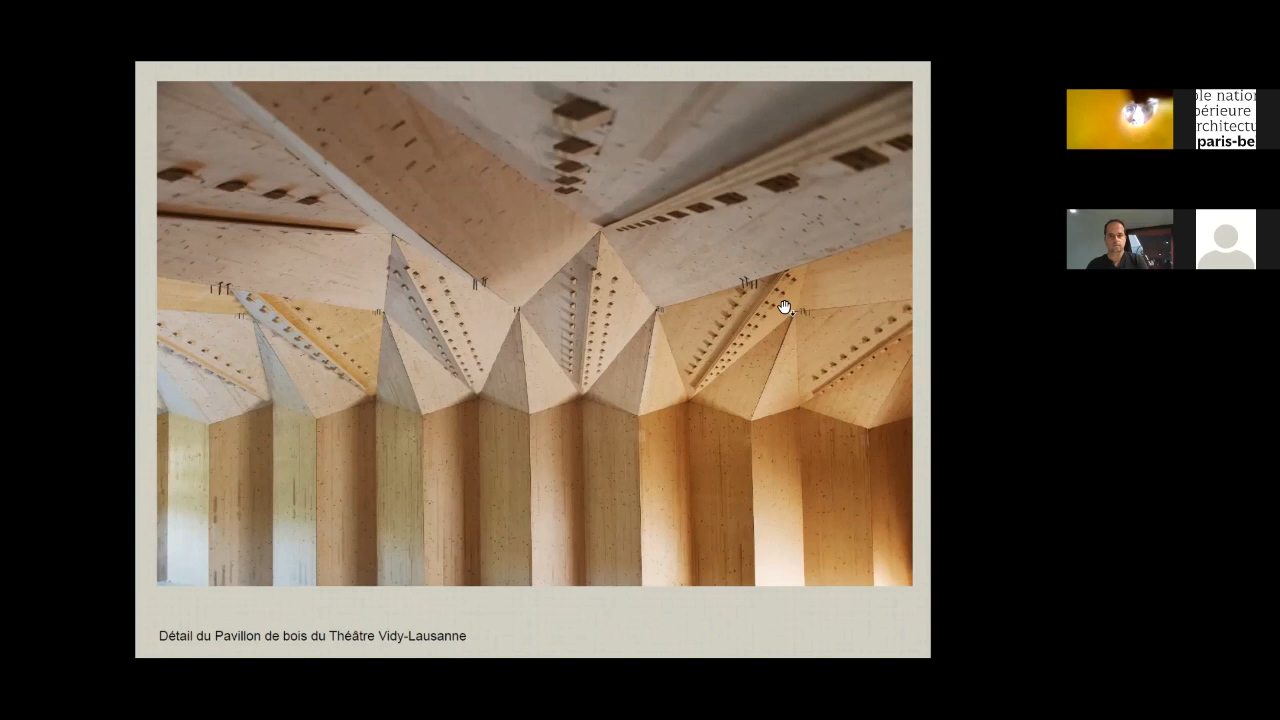 Détail du Pavillon de bois du Théâtre Vidy-Lausanne
ole nation
périeure
rchitectu
paris-be